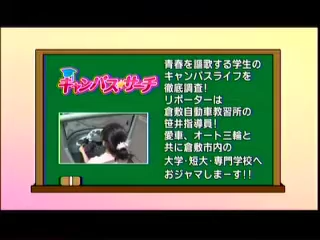 キャンパスサーチ
青春を謳歌する学生の
キャンパスライフを
徹底調査!
リポーターは
倉敷自動車教習所の
笹井指導員!
愛車、オート三輪と
共に倉敷市内の
大学・短大・専門学校へ
おジャマしまーす!!